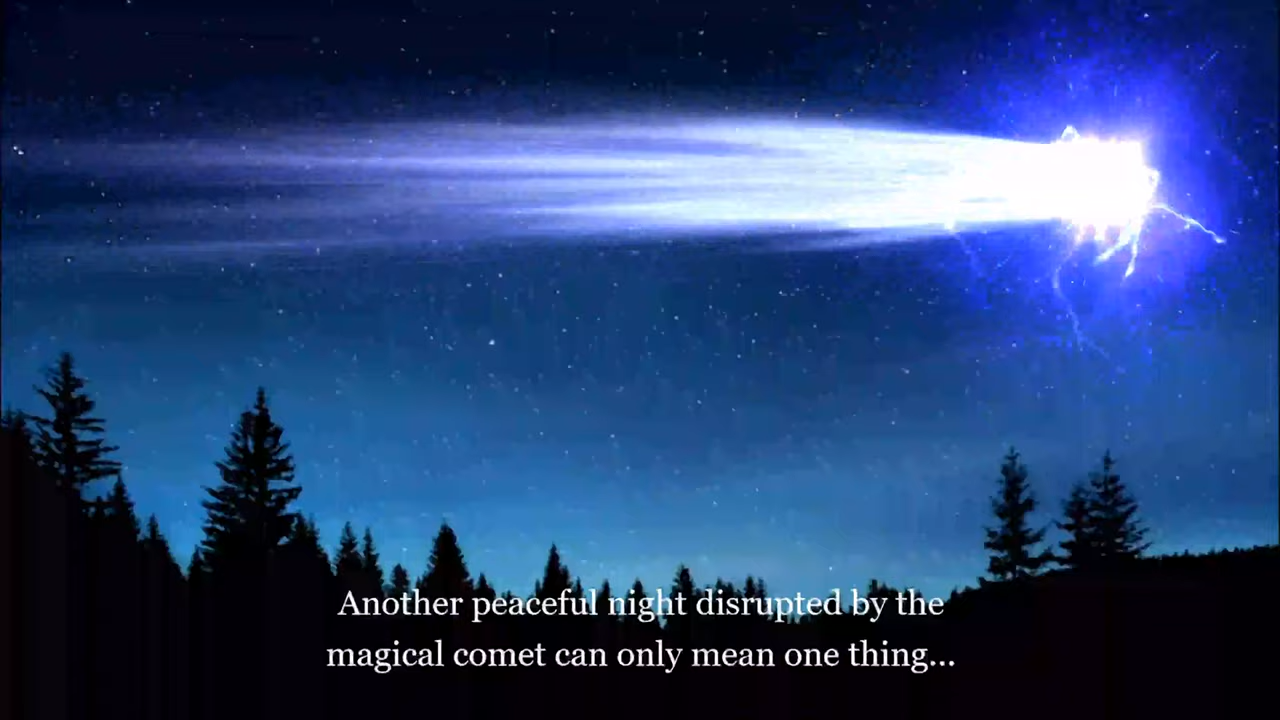 Another peaceful night disrupted by the
magical comet can only mean one thing...